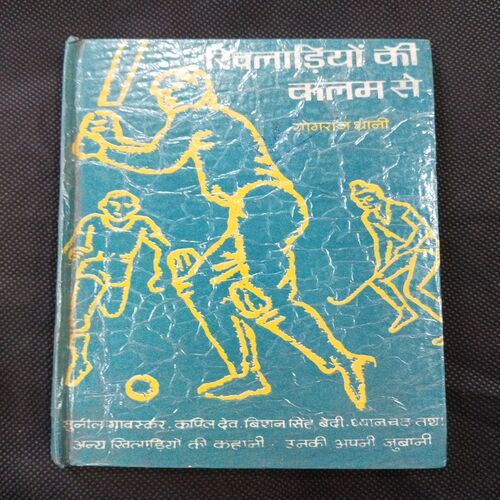 खिलाड़ियों की
कलम से
योगराज थानी
सुनील गावस्कर. कपिल देव. बिशन सिंह बेदी. ध्यानचंद तथा
अन्य खिलाड़ियों की कहानी - उनकी अपनी जुबानी